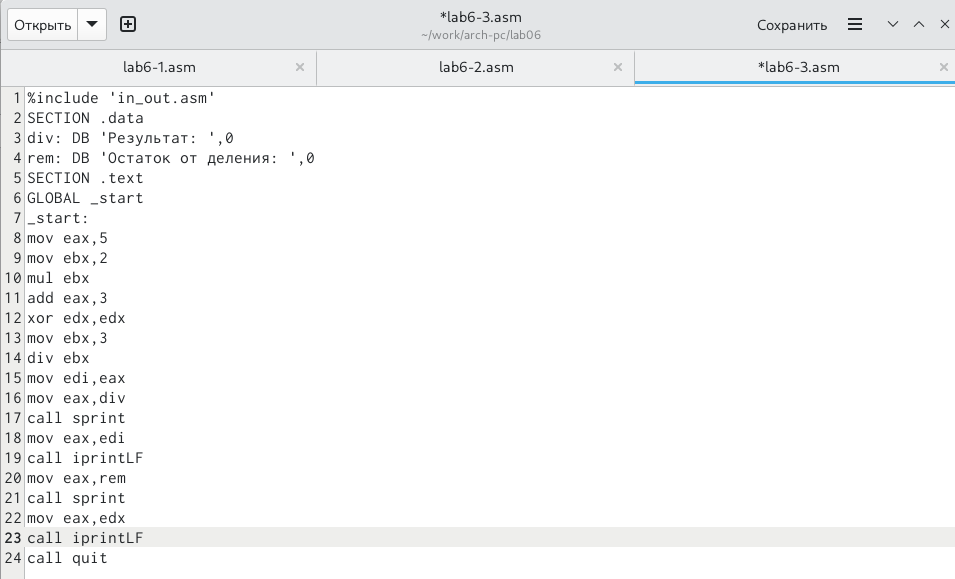 Открыть
*lab6-3.asm
~/work/arch-pc/lab06
Сохранить
lab6-1.asm
lab6-2.asm
*lab6-3.asm
1 %include 'in_out.asm'
2 SECTION .data
3 div: DB 'Результат: ',0
4 rem: DB 'Остаток от деления: ',0
5 SECTION .text
6 GLOBAL _start
7 _start:
8 mov eax,5
9 mov ebx,2
10 mul ebx
11 add eax,3
12 xor edx,edx
13 mov ebx,3
14 div ebx
15 mov edi,eax
16 mov eax,div
17 call sprint
18 mov eax,edi
19 call iprintLF
20 mov eax,rem
21 call sprint
22 mov eax,edx
23 call iprintLF
24 call quit